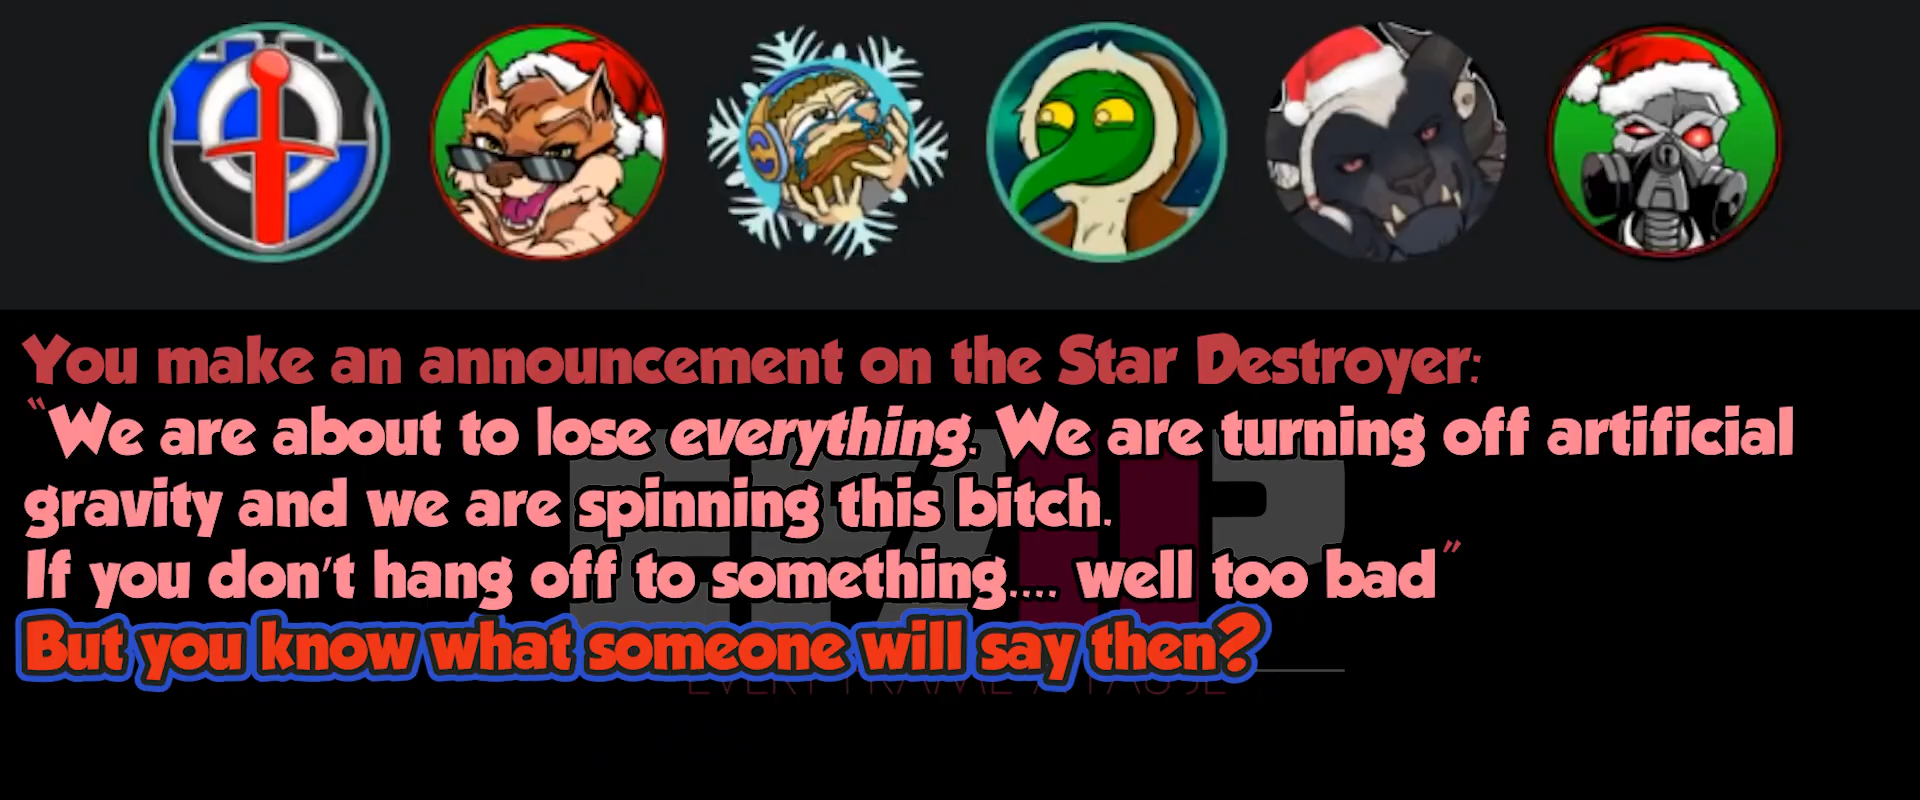 You make an announcement on the Star Destroyer:
"We are about to lose everything. We are turning off artificial
gravity and we are spinning this bitch.
If you don't hang off to something.... well too bad"
But you know what someone will say then?